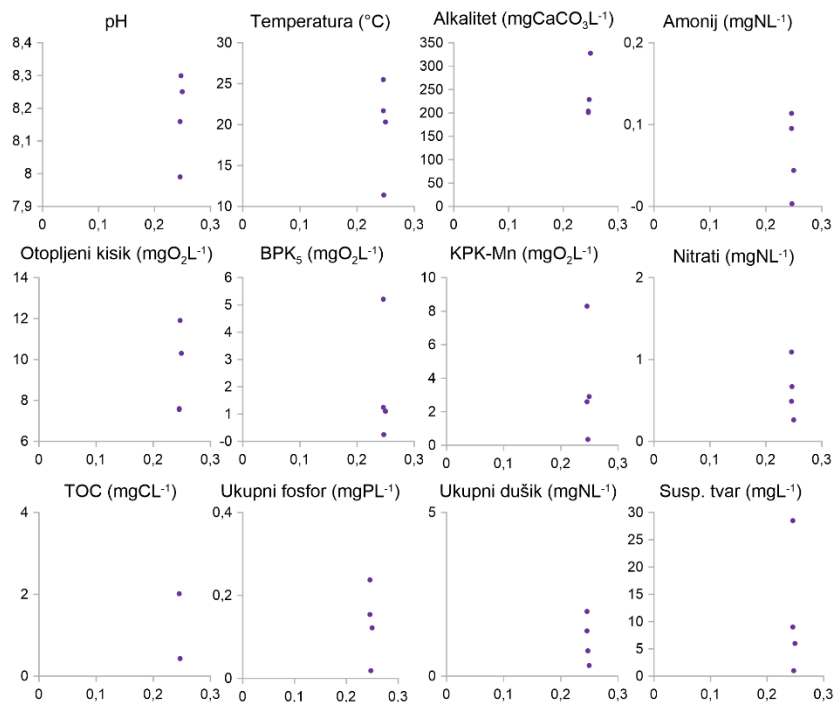 pH
8,4
8,3
8,2
8,1
8
7,9
0 0,1 0,2 0,3
Temperatura (°C)
30
25
20
15
10
0 0,1 0,2 0,3
Alkalitet (mgCaCO₃L⁻¹)
350
300
250
200
150
100
50
0
0 0,1 0,2 0,3
Amonij (mgNL⁻¹)
0,2
0,1
-0
0 0,1 0,2 0,3
Otopljeni kisik (mgO₂L⁻¹)
14
12
10
8
6
0 0,1 0,2 0,3
BPK₅ (mgO₂L⁻¹)
6
5
4
3
2
1
-0
0 0,1 0,2 0,3
KPK-Mn (mgO₂L⁻¹)
10
8
6
4
2
0
0 0,1 0,2 0,3
Nitrati (mgNL⁻¹)
2
1
0
0 0,1 0,2 0,3
TOC (mgCL⁻¹)
4
2
0
0 0,1 0,2 0,3
Ukupni fosfor (mgPL⁻¹)
0,4
0,2
0
0 0,1 0,2 0,3
Ukupni dušik (mgNL⁻¹)
5
0
0 0,1 0,2 0,3
Susp. tvar (mgL⁻¹)
30
25
20
15
10
5
0
0 0,1 0,2 0,3